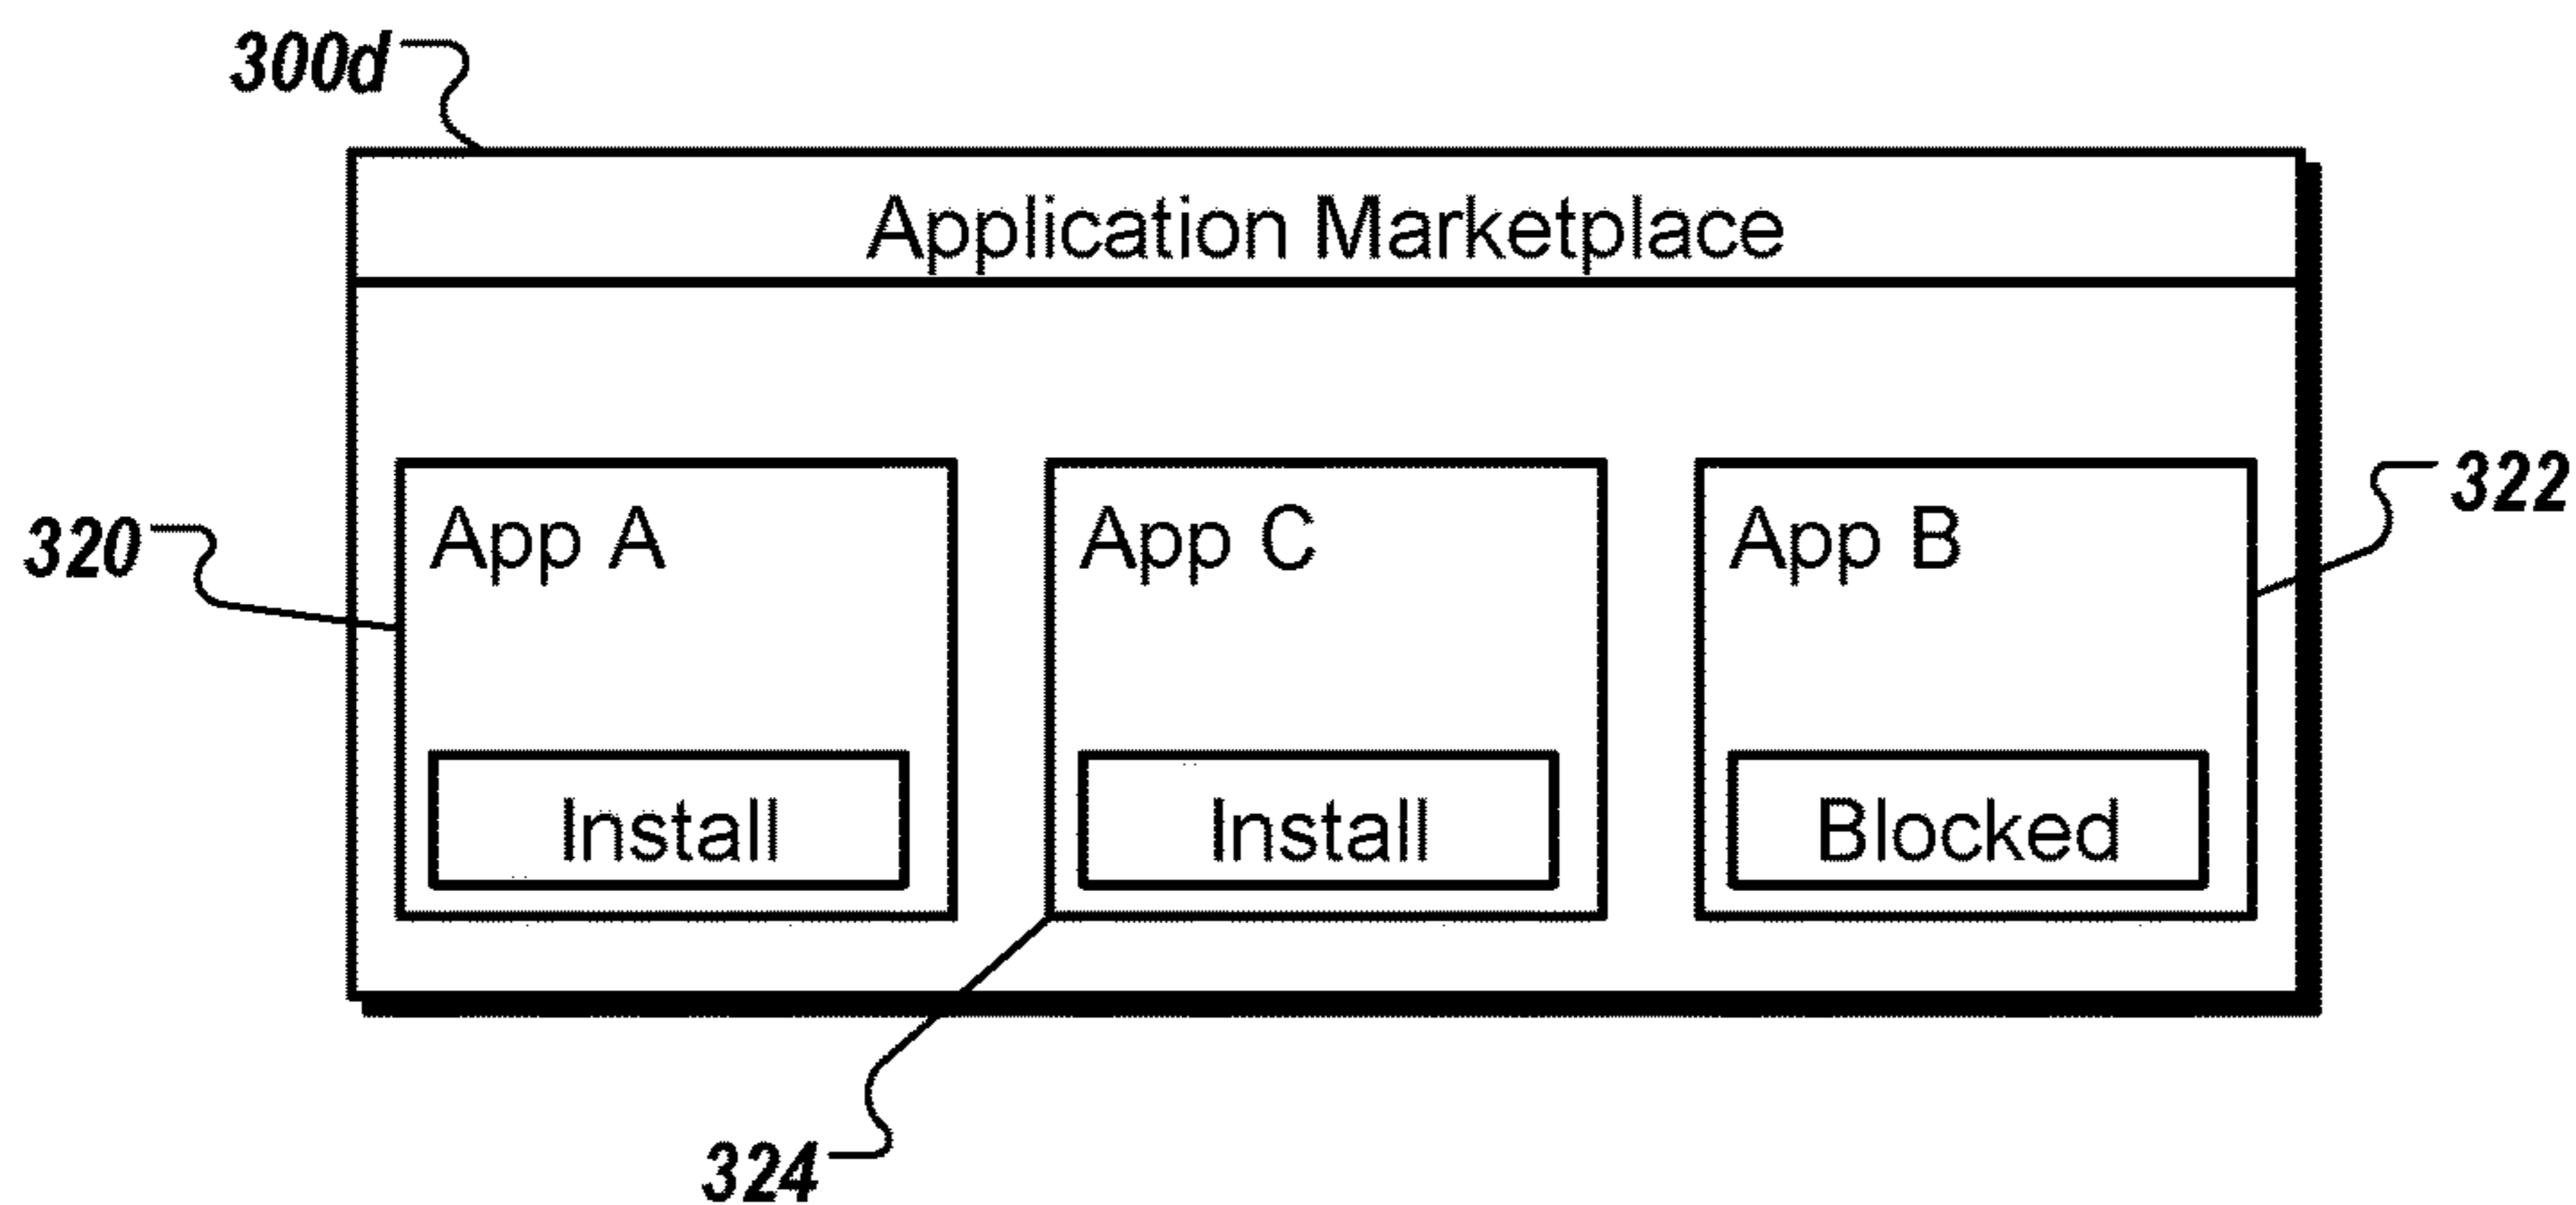 300d
Application Marketplace
320
App A
App C
App B
322
Install
Install
Blocked
324